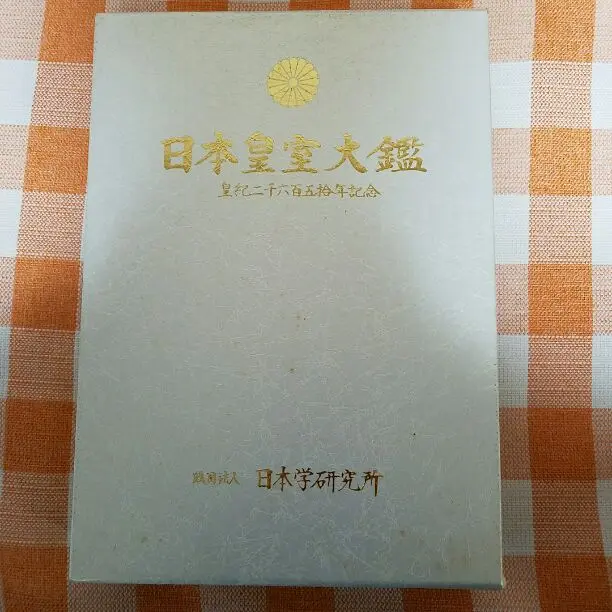 日本皇室大鑑
皇紀二千六百五拾年記念
財団法人 日本学研究所